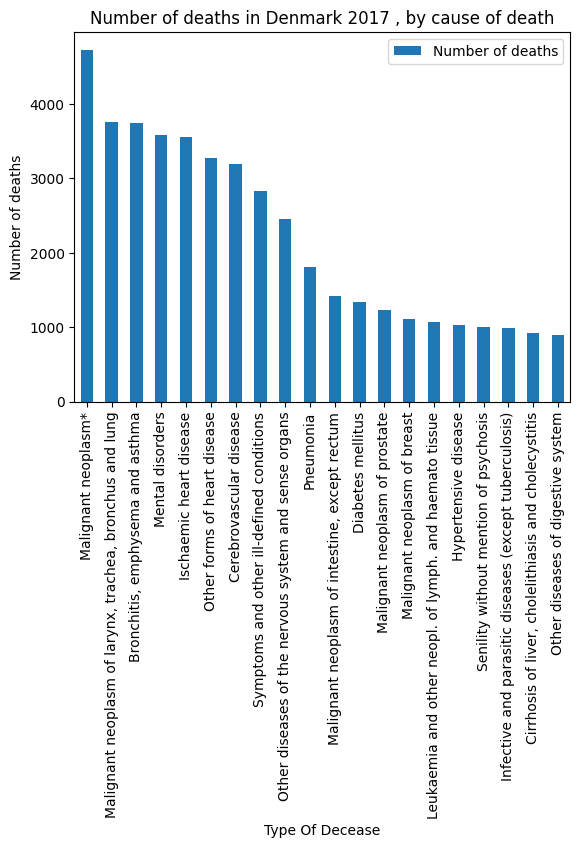 Number of deaths in Denmark 2017 , by cause of death
Number of deaths
Number of deaths
4000
3000
2000
1000
0
Malignant neoplasm*
Malignant neoplasm of larynx, trachea, bronchus and lung
Bronchitis, emphysema and asthma
Mental disorders
Ischaemic heart disease
Other forms of heart disease
Cerebrovascular disease
Symptoms and other ill-defined conditions
Other diseases of the nervous system and sense organs
Pneumonia
Malignant neoplasm of intestine, except rectum
Diabetes mellitus
Malignant neoplasm of prostate
Malignant neoplasm of breast
Leukaemia and other neopl. of lymph. and haemato tissue
Hypertensive disease
Senility without mention of psychosis
Infective and parasitic diseases (except tuberculosis)
Cirrhosis of liver, cholelithiasis and cholecystitis
Other diseases of digestive system
Type Of Decease